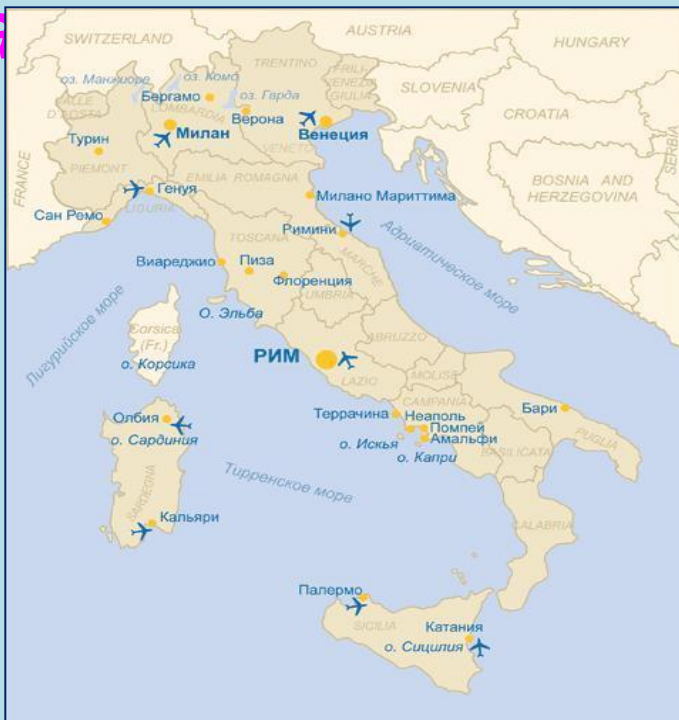 SWITZERLAND
AUSTRIA
HUNGARY
оз. Манжиоре
оз. Комо
TRENTINO
FRILI
VENEZIA
GIULIA
SLOVENIA
VALLE
D'AOSTA
Бергамо
оз. Гарда
LOMBARDIA
Верона
CROATIA
Милан
Венеция
Турин
VENETO
SERBIA
FRANCE
PIEMONT
EMILIA ROMAGNA
BOSNIA AND
HERZEGOVINA
Генуя
LIGURIA
Милано Мариттима
Сан Ремо
Римини
Адриатическое море
TOSCANA
MARCHE
Виареджио
Пиза
Флоренция
UMBRIA
О. Эльба
Лигурийское море
Corsica
(Fr.)
о. Корсика
ABRUZZO
РИМ
LAZIO
MOLISE
CAMPANIA
Террачина
Неаполь
Бари
Олбия
Помпей
о. Сардиния
о. Искья
Амальфи
PUGLIA
о. Капри
BASILICATA
Тирренское море
SARDEGNA
Кальяри
CALABRIA
Палермо
SICILIA
Катания
о. Сицилия